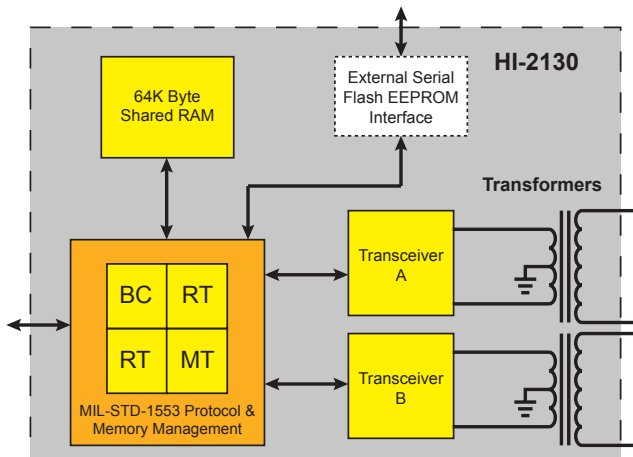 HI-2130
64K Byte
Shared RAM
External Serial
Flash EEPROM
Interface
Transformers
Transceiver
A
BC
RT
RT
MT
MIL-STD-1553 Protocol &
Memory Management
Transceiver
B